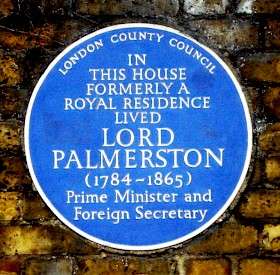 LONDON COUNTY COUNCIL
IN
THIS HOUSE
FORMERLY A
ROYAL RESIDENCE
LIVED
LORD
PALMERSTON
(1784-1865)
Prime Minister and
Foreign Secretary